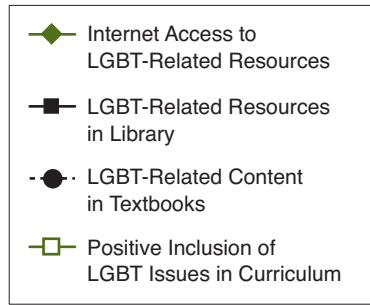 Internet Access to
LGBT-Related Resources
LGBT-Related Resources
in Library
LGBT-Related Content
in Textbooks
Positive Inclusion of
LGBT Issues in Curriculum